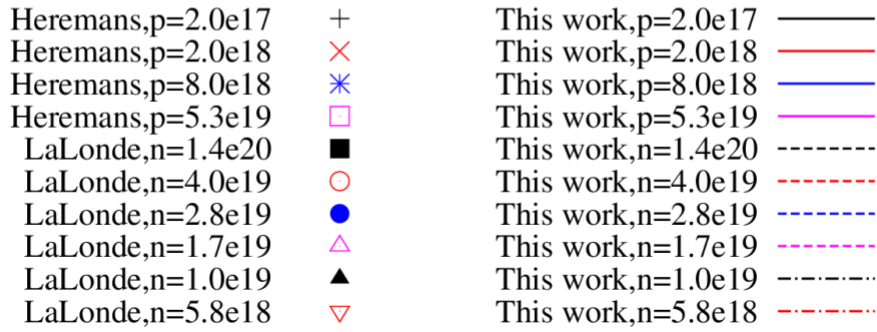 Heremans,p=2.0e17 This work,p=2.0e17
Heremans,p=2.0e18 This work,p=2.0e18
Heremans,p=8.0e18 This work,p=8.0e18
Heremans,p=5.3e19 This work,p=5.3e19
LaLonde,n=1.4e20 This work,n=1.4e20
LaLonde,n=4.0e19 This work,n=4.0e19
LaLonde,n=2.8e19 This work,n=2.8e19
LaLonde,n=1.7e19 This work,n=1.7e19
LaLonde,n=1.0e19 This work,n=1.0e19
LaLonde,n=5.8e18 This work,n=5.8e18